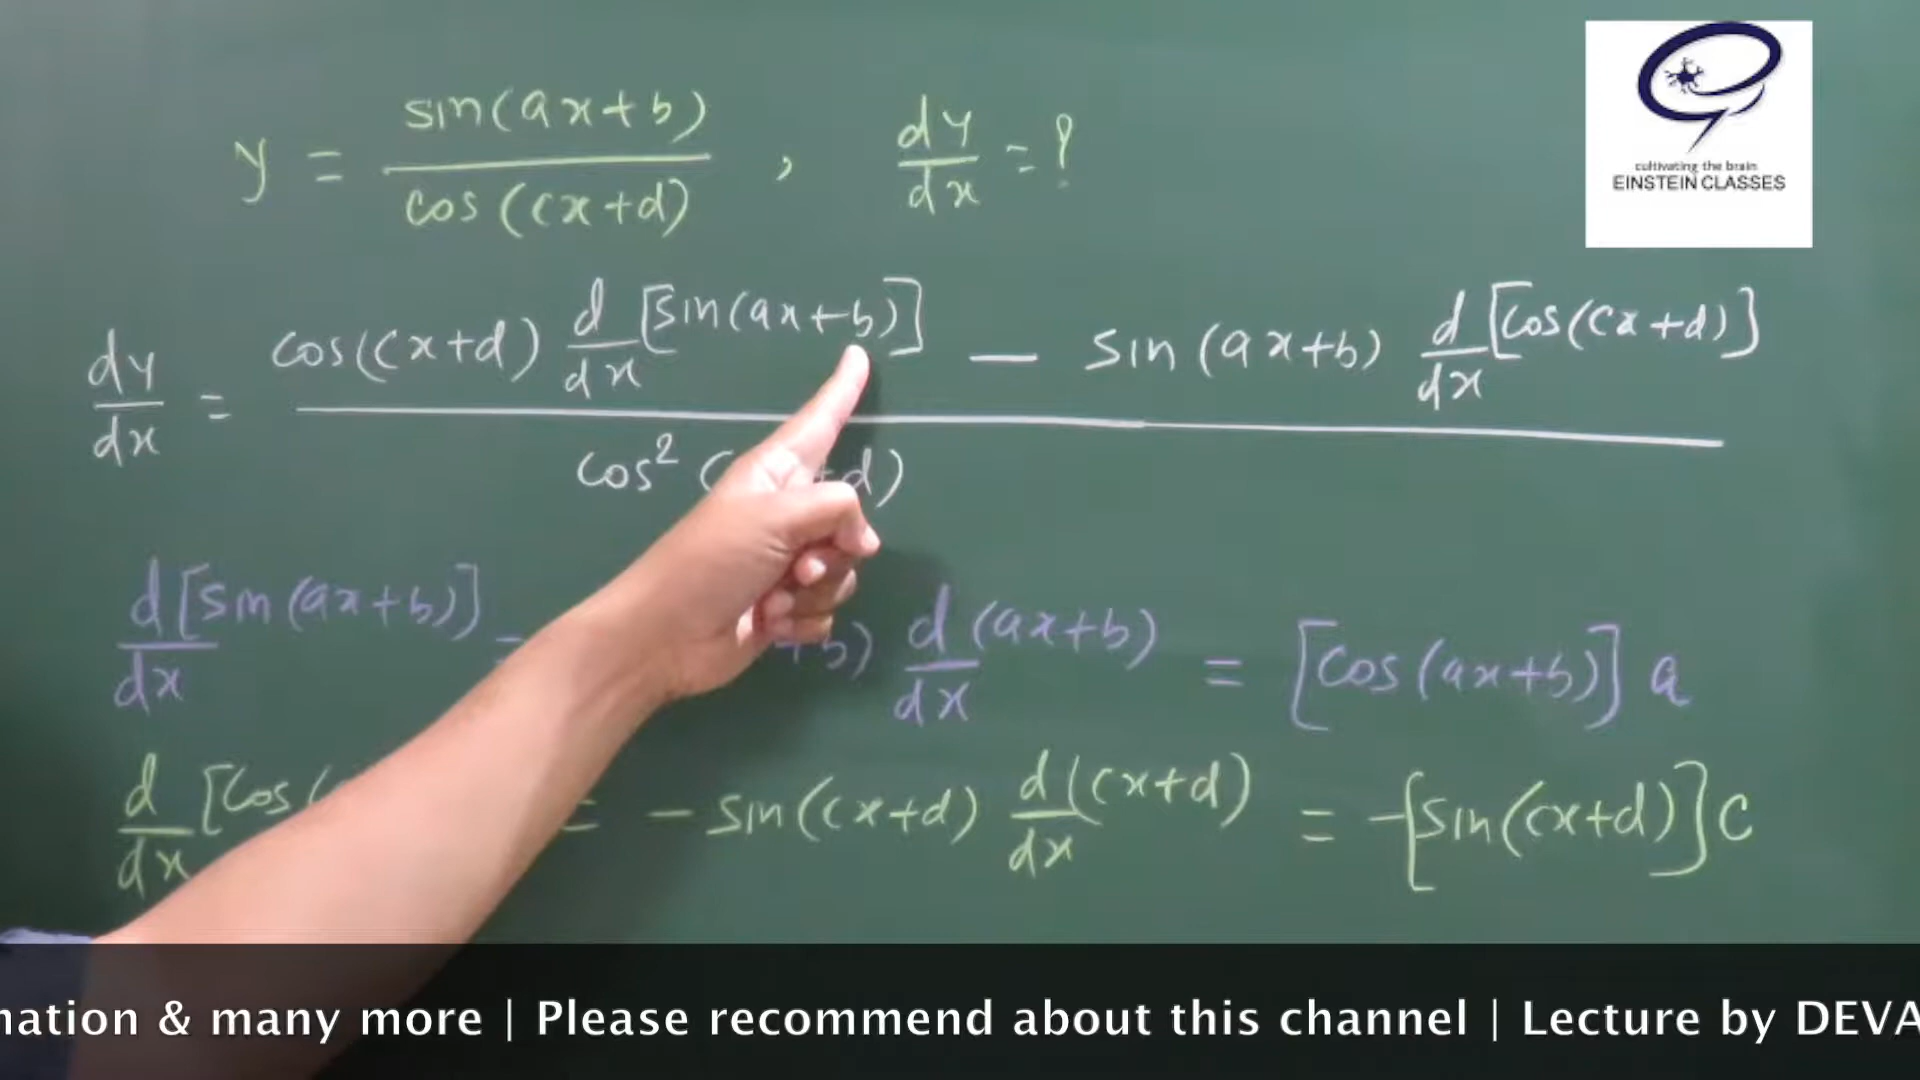 y = sin(ax+b) / cos(cx+d) , dy/dx = ?
cultivating the brain
EINSTEIN CLASSES
dy/dx = cos(cx+d) d/dx [sin(ax+b)] — sin(ax+b) d/dx [cos(cx+d)] / cos² ( +d)
d/dx [sin(ax+b)] = +b) d/dx (ax+b) = [cos(ax+b)] a
d/dx [cos( = - sin(cx+d) d/dx (cx+d) = -[sin(cx+d)] c
& many more | Please recommend about this channel | Lecture by